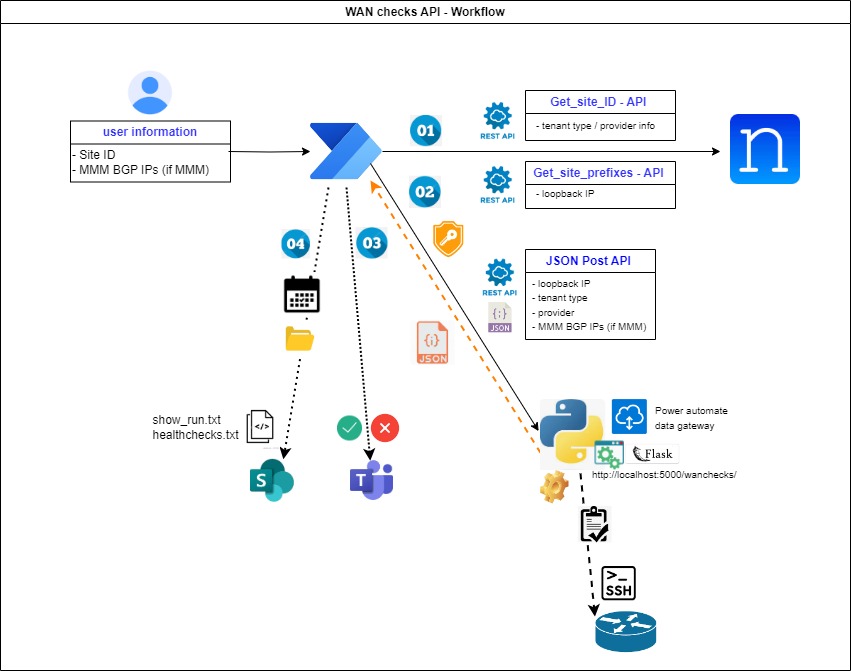 WAN checks API - Workflow
user information
- Site ID
- MMM BGP IPs (if MMM)
01
REST API
Get_site_ID - API
- tenant type / provider info
n
02
REST API
Get_site_prefixes - API
- loopback IP
04
03
REST API
{;}
JSON
JSON Post API
- loopback IP
- tenant type
- provider
- MMM BGP IPs (if MMM)
{i}
JSON
show_run.txt
healthchecks.txt
</>
S
T
Power automate
data gateway
Flask
http://localhost:5000/wanchecks/
>_
SSH